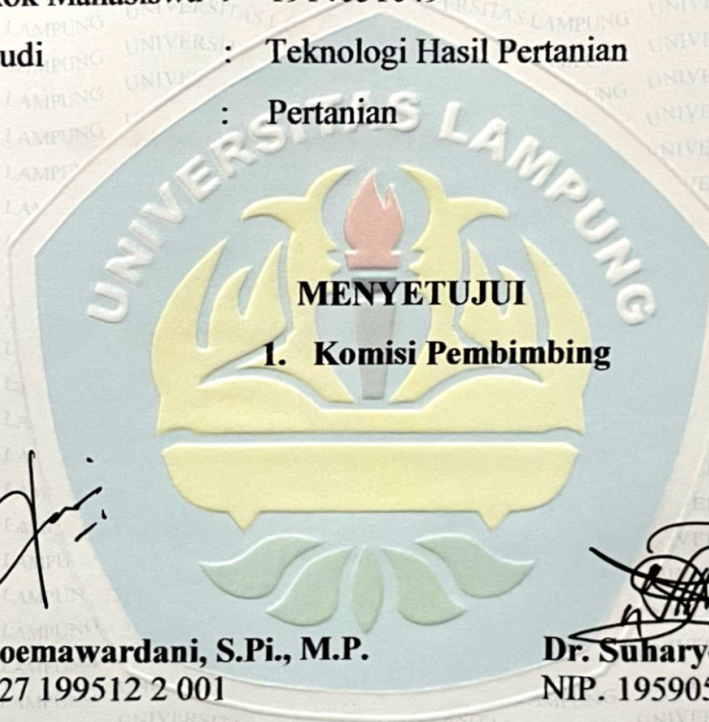 udi : Teknologi Hasil Pertanian
: Pertanian
UNIVERSITAS LAMPUNG
MENYETUJUI
1. Komisi Pembimbing
oemawardani, S.Pi., M.P. Dr. Suhary
27 199512 2 001 NIP. 195905